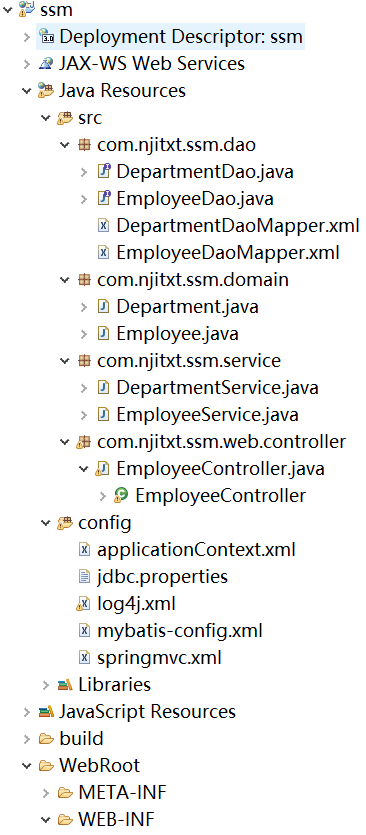 ssm
Deployment Descriptor: ssm
JAX-WS Web Services
Java Resources
src
com.njitxt.ssm.dao
DepartmentDao.java
EmployeeDao.java
DepartmentDaoMapper.xml
EmployeeDaoMapper.xml
com.njitxt.ssm.domain
Department.java
Employee.java
com.njitxt.ssm.service
DepartmentService.java
EmployeeService.java
com.njitxt.ssm.web.controller
EmployeeController.java
EmployeeController
config
applicationContext.xml
jdbc.properties
log4j.xml
mybatis-config.xml
springmvc.xml
Libraries
JavaScript Resources
build
WebRoot
META-INF
WEB-INF